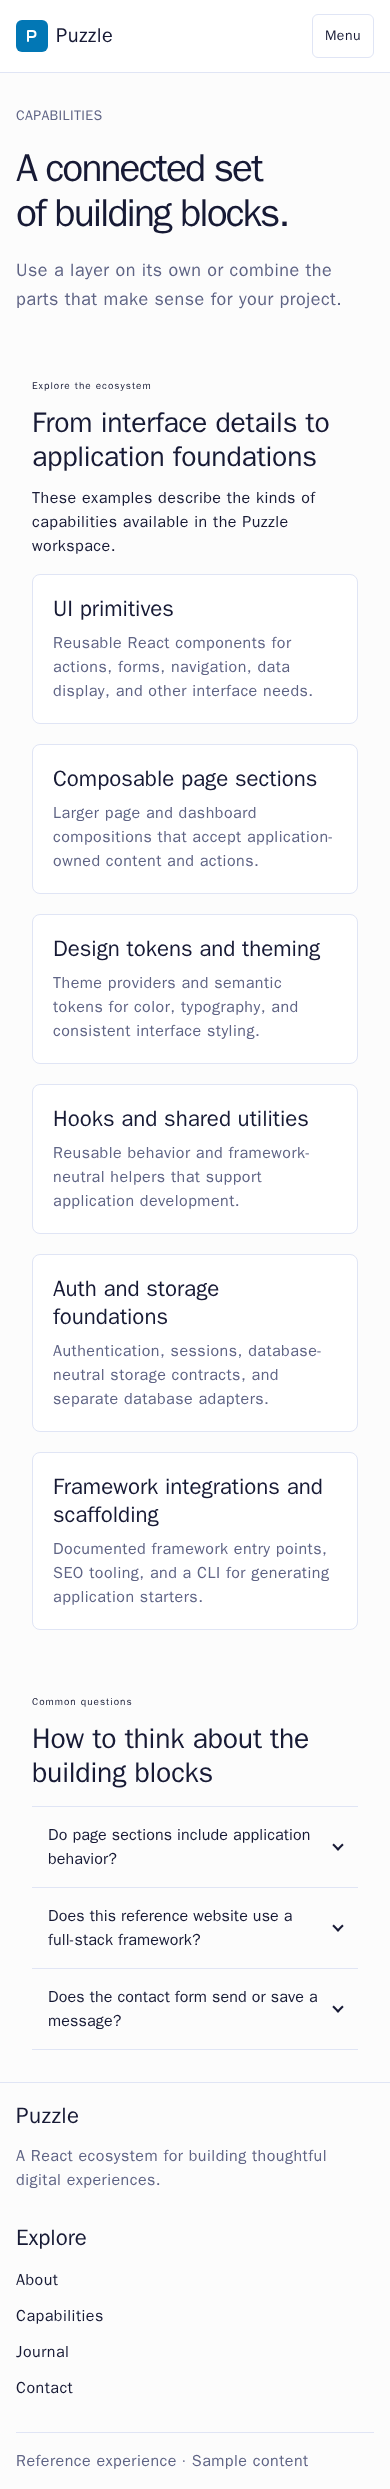 P Puzzle
Menu
CAPABILITIES
A connected set
of building blocks.
Use a layer on its own or combine the
parts that make sense for your project.
Explore the ecosystem
From interface details to
application foundations
These examples describe the kinds of
capabilities available in the Puzzle
workspace.
UI primitives
Reusable React components for
actions, forms, navigation, data
display, and other interface needs.
Composable page sections
Larger page and dashboard
compositions that accept application-
owned content and actions.
Design tokens and theming
Theme providers and semantic
tokens for color, typography, and
consistent interface styling.
Hooks and shared utilities
Reusable behavior and framework-
neutral helpers that support
application development.
Auth and storage
foundations
Authentication, sessions, database-
neutral storage contracts, and
separate database adapters.
Framework integrations and
scaffolding
Documented framework entry points,
SEO tooling, and a CLI for generating
application starters.
Common questions
How to think about the
building blocks
Do page sections include application
behavior?
Does this reference website use a
full-stack framework?
Does the contact form send or save a
message?
Puzzle
A React ecosystem for building thoughtful
digital experiences.
Explore
About
Capabilities
Journal
Contact
Reference experience · Sample content